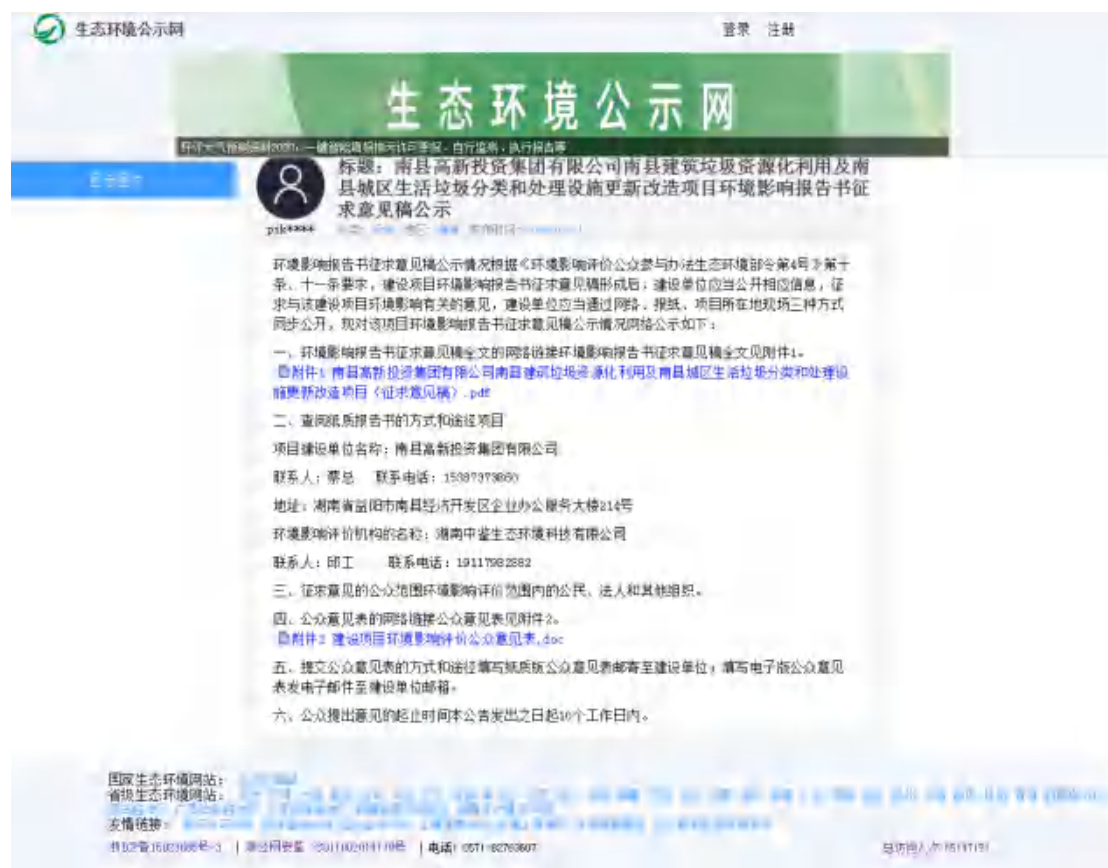 生态环境公示网
登录 注册
生态环境公示网
标题：南县高新投资集团有限公司南县建筑垃圾资源化利用及南
县城区生活垃圾分类和处理设施更新改造项目环境影响报告书征
求意见稿公示
pxk****
环境影响报告书征求意见稿公示情况根据《环境影响评价公众参与办法生态环境部令第4号》第十
条、十一条要求，建设项目环境影响报告书征求意见稿形成后，建设单位应当公开相应信息，征
求与该建设项目环境影响有关的意见，建设单位应当通过网络、报纸、项目所在地现场三种方式
同步公开，现对该项目环境影响报告书征求意见稿公示情况网络公示如下：
一、环境影响报告书征求意见稿全文的网络链接环境影响报告书征求意见稿全文见附件1。
附件1 南县高新投资集团有限公司南县建筑垃圾资源化利用及南县城区生活垃圾分类和处理设
施更新改造项目（征求意见稿）.pdf
二、查阅纸质报告书的方式和途径项目
项目建设单位名称：南县高新投资集团有限公司
联系人：蔡总 联系电话：
地址：湖南省益阳市南县经济开发区企业办公服务大楼214号
环境影响评价机构的名称：湖南中鉴生态环境科技有限公司
联系人：邱工 联系电话：19117982882
三、征求意见的公众范围环境影响评价范围内的公民、法人和其他组织。
四、公众意见表的网络链接公众意见表见附件2。
附件2 建设项目环境影响评价公众意见表.doc
五、提交公众意见表的方式和途径填写纸质版公众意见表邮寄至建设单位；填写电子版公众意见
表发电子邮件至建设单位邮箱。
六、公众提出意见的起止时间本公告发出之日起10个工作日内。
国家生态环境网站：
省级生态环境网站：
友情链接：
电话：0571-82763807